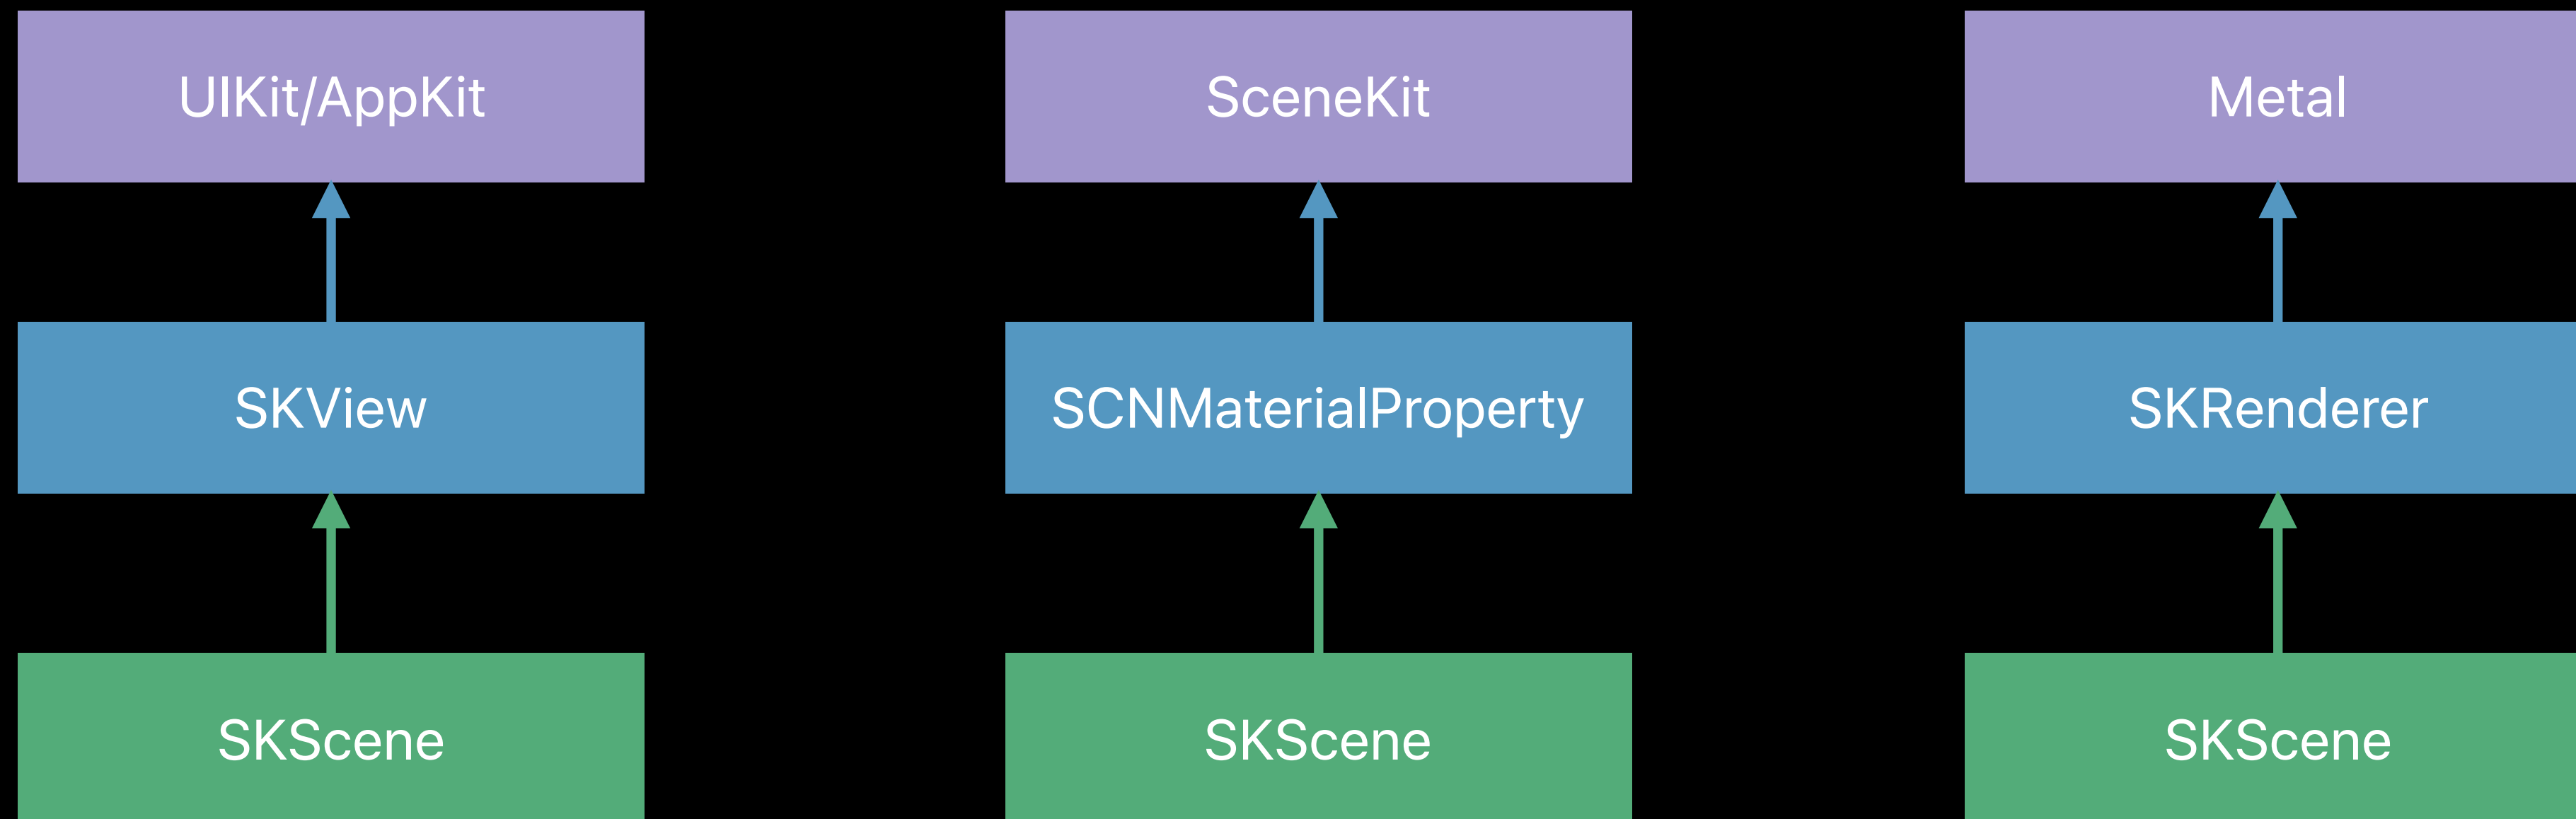 UIKit/AppKit
SceneKit
Metal
SKView
SCNMaterialProperty
SKRenderer
SKScene
SKScene
SKScene